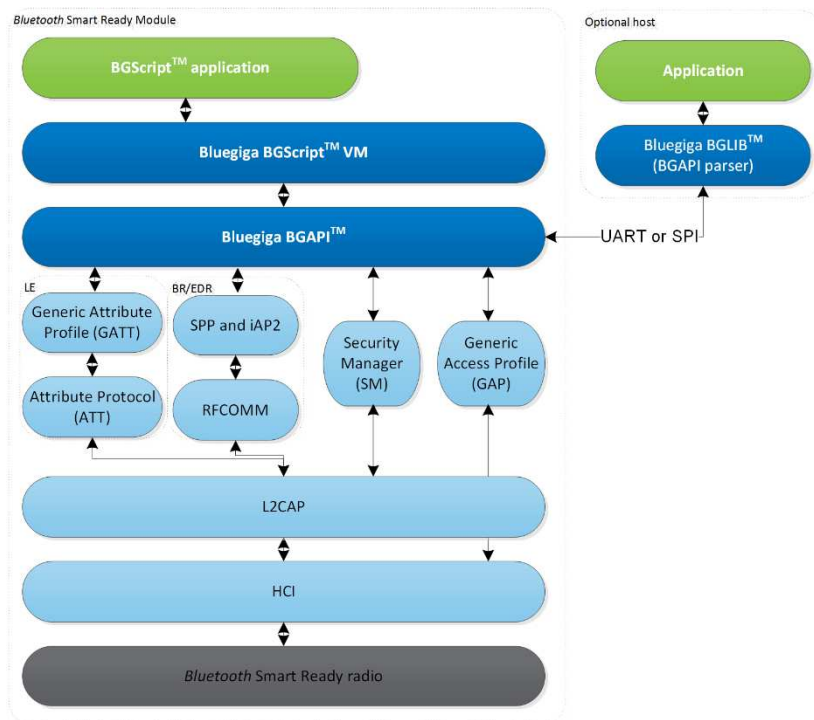 Bluetooth Smart Ready Module
Optional host
BGScript™ application
Application
Bluegiga BGScript™ VM
Bluegiga BGLIB™
(BGAPI parser)
Bluegiga BGAPI™
UART or SPI
LE
BR/EDR
Generic Attribute
Profile (GATT)
SPP and iAP2
Security
Manager
(SM)
Generic
Access Profile
(GAP)
Attribute Protocol
(ATT)
RFCOMM
L2CAP
HCI
Bluetooth Smart Ready radio